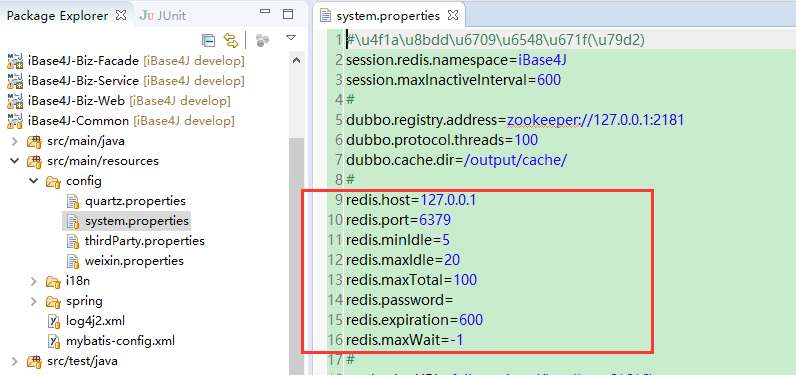 Package Explorer
JUnit
iBase4J-Biz-Facade [iBase4J develop]
iBase4J-Biz-Service [iBase4J develop]
iBase4J-Biz-Web [iBase4J develop]
iBase4J-Common [iBase4J develop]
src/main/java
src/main/resources
config
quartz.properties
system.properties
thirdParty.properties
weixin.properties
i18n
spring
log4j2.xml
mybatis-config.xml
src/test/java
system.properties
1 #\u4f1a\u8bdd\u6709\u6548\u671f(\u79d2)
2 session.redis.namespace=iBase4J
3 session.maxInactiveInterval=600
4 #
5 dubbo.registry.address=zookeeper://127.0.0.1:2181
6 dubbo.protocol.threads=100
7 dubbo.cache.dir=/output/cache/
8 #
9 redis.host=127.0.0.1
10 redis.port=6379
11 redis.minIdle=5
12 redis.maxIdle=20
13 redis.maxTotal=100
14 redis.password=
15 redis.expiration=600
16 redis.maxWait=-1
17 #